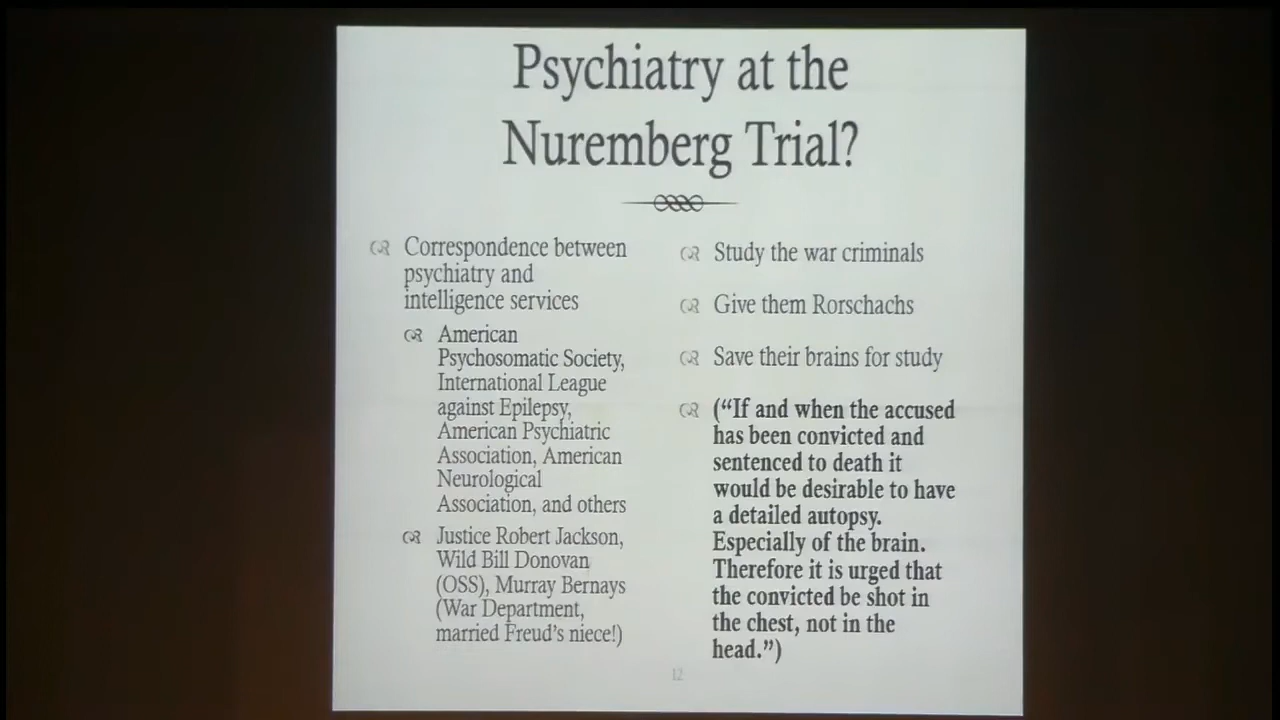 Psychiatry at the
Nuremberg Trial?
Correspondence between
psychiatry and
intelligence services
American
Psychosomatic Society,
International League
against Epilepsy,
American Psychiatric
Association, American
Neurological
Association, and others
Justice Robert Jackson,
Wild Bill Donovan
(OSS), Murray Bernays
(War Department,
married Freud's niece!)
Study the war criminals
Give them Rorschachs
Save their brains for study
(“If and when the accused
has been convicted and
sentenced to death it
would be desirable to have
a detailed autopsy.
Especially of the brain.
Therefore it is urged that
the convicted be shot in
the chest, not in the
head.”)
12